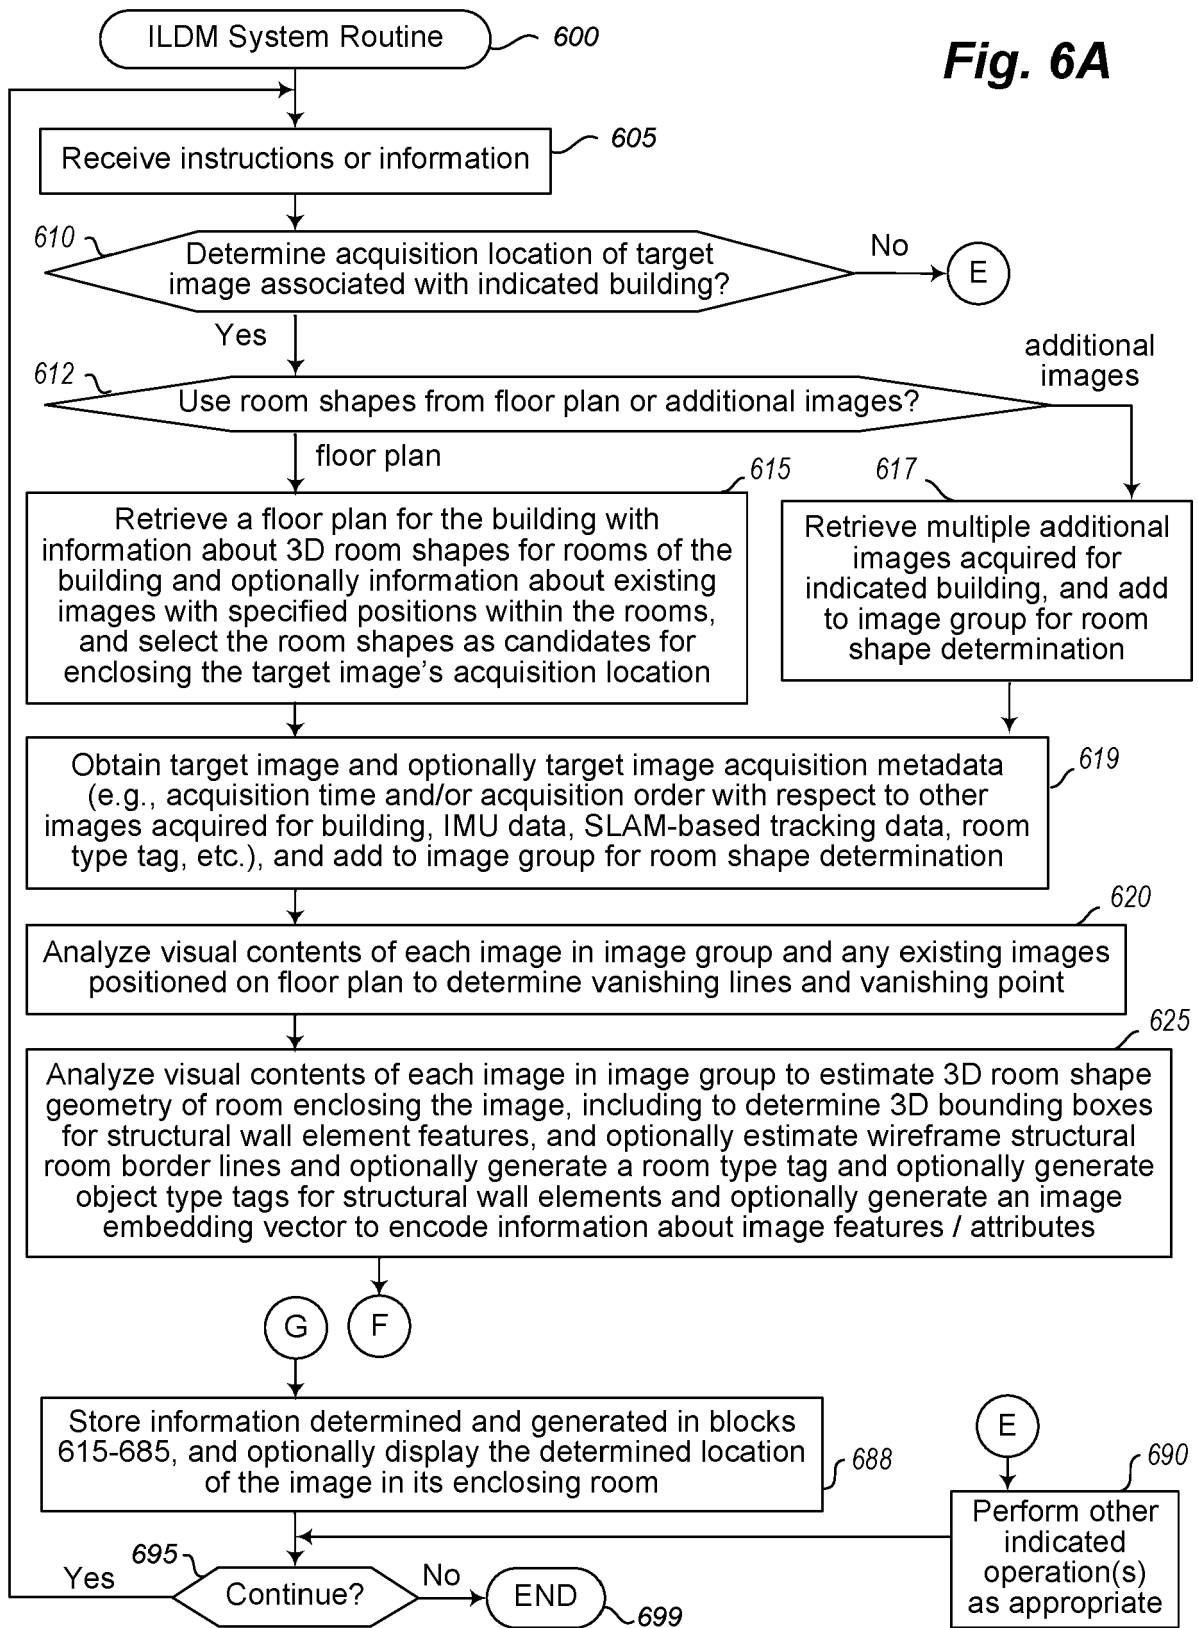 ILDM System Routine
600
Fig. 6A
Receive instructions or information
605
610
Determine acquisition location of target
image associated with indicated building?
No
E
Yes
612
Use room shapes from floor plan or additional images?
additional
images
floor plan
615
Retrieve a floor plan for the building with
information about 3D room shapes for rooms of the
building and optionally information about existing
images with specified positions within the rooms,
and select the room shapes as candidates for
enclosing the target image's acquisition location
617
Retrieve multiple additional
images acquired for
indicated building, and add
to image group for room
shape determination
Obtain target image and optionally target image acquisition metadata
(e.g., acquisition time and/or acquisition order with respect to other
images acquired for building, IMU data, SLAM-based tracking data, room
type tag, etc.), and add to image group for room shape determination
619
620
Analyze visual contents of each image in image group and any existing images
positioned on floor plan to determine vanishing lines and vanishing point
625
Analyze visual contents of each image in image group to estimate 3D room shape
geometry of room enclosing the image, including to determine 3D bounding boxes
for structural wall element features, and optionally estimate wireframe structural
room border lines and optionally generate a room type tag and optionally generate
object type tags for structural wall elements and optionally generate an image
embedding vector to encode information about image features / attributes
G
F
Store information determined and generated in blocks
615-685, and optionally display the determined location
of the image in its enclosing room
688
E
690
Perform other
indicated
operation(s)
as appropriate
695
Yes
Continue?
No
END
699